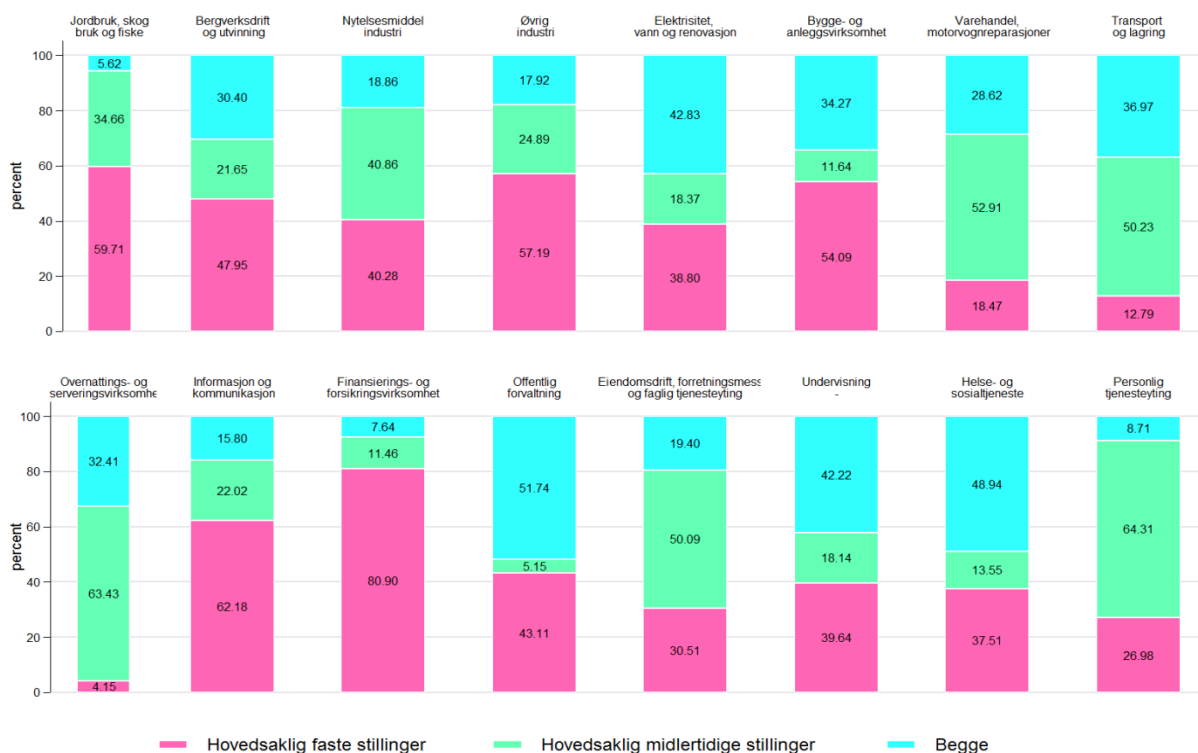 Jordbruk, skog
bruk og fiske
Bergverksdrift
og utvinning
Nytelsesmiddel
industri
Øvrig
industri
Elektrisitet,
vann og renovasjon
Bygge- og
anleggsvirksomhet
Varehandel,
motorvognreparasjoner
Transport
og lagring
percent
100
80
60
40
20
0
5.62
34.66
59.71
30.40
21.65
47.95
18.86
40.86
40.28
17.92
24.89
57.19
42.83
18.37
38.80
34.27
11.64
54.09
28.62
52.91
18.47
36.97
50.23
12.79
Overnattings- og
serveringsvirksomhe
Informasjon og
kommunikasjon
Finansierings- og
forsikringsvirksomhet
Offentlig
forvaltning
Eiendomsdrift, forretningsmess
og faglig tjenesteyting
Undervisning
-
Helse- og
sosialtjeneste
Personlig
tjenesteyting
percent
100
80
60
40
20
0
32.41
63.43
4.15
15.80
22.02
62.18
7.64
11.46
80.90
51.74
5.15
43.11
19.40
50.09
30.51
42.22
18.14
39.64
48.94
13.55
37.51
8.71
64.31
26.98
Hovedsaklig faste stillinger
Hovedsaklig midlertidige stillinger
Begge